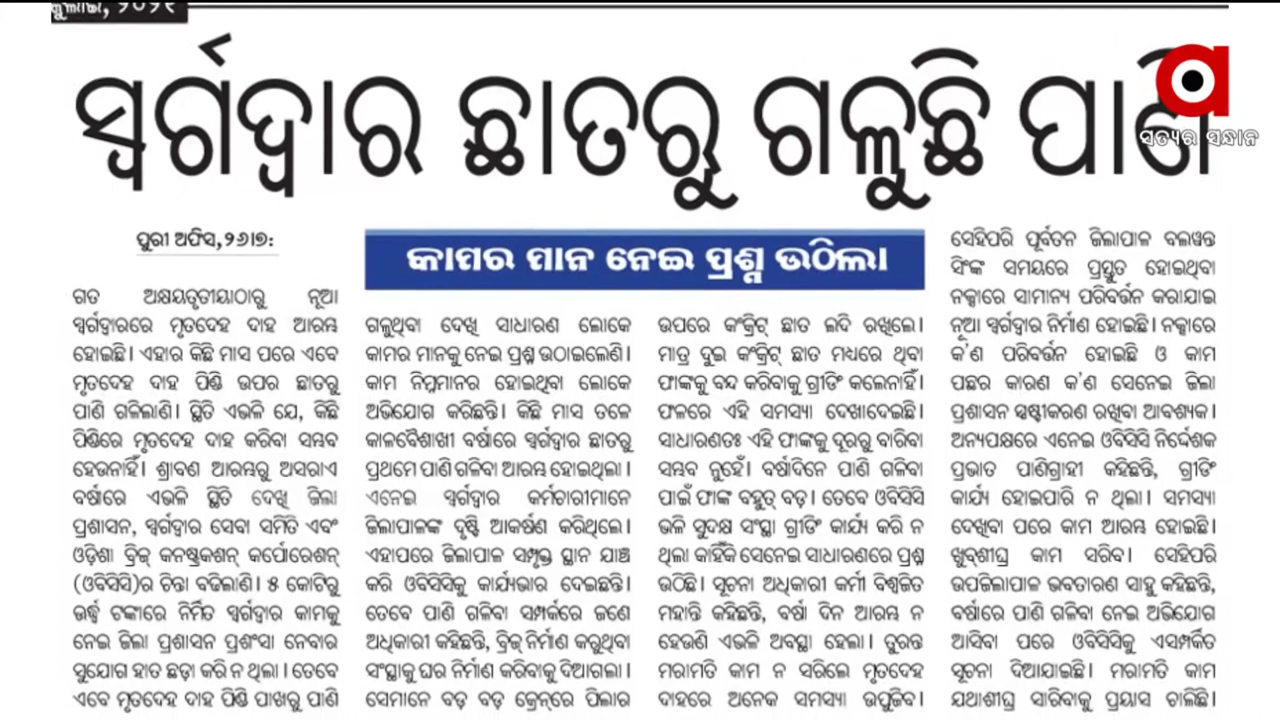 ଜୁଲାଇ, ୨୦୨୧
ସ୍ୱର୍ଗଦ୍ୱାର ଛାତରୁ ଗଳୁଛି ପାଣି
ସତ୍ୟର ସନ୍ଧାନ
ପୁରୀ ଅଫିସ,୨୬।୭:
ଗତ ଅକ୍ଷୟତୃତୀୟାଠାରୁ ନୂଆ
ସ୍ୱର୍ଗଦ୍ୱାରରେ ମୃତଦେହ ଦାହ ଆରମ୍ଭ
ହୋଇଛି। ଏହାର କିଛି ମାସ ପରେ ଏବେ
ମୃତଦେହ ଦାହ ପିଣ୍ଡି ଉପର ଛାତରୁ
ପାଣି ଗଳିଲାଣି। ସ୍ଥିତି ଏଭଳି ଯେ, କିଛି
ପିଣ୍ଡିରେ ମୃତଦେହ ଦାହ କରିବା ସମ୍ଭବ
ହେଉନାହିଁ। ଶ୍ରାବଣ ଆରମ୍ଭରୁ ଅସରାଏ
ବର୍ଷାରେ ଏଭଳି ସ୍ଥିତି ଦେଖି ଜିଲା
ପ୍ରଶାସନ, ସ୍ୱର୍ଗଦ୍ୱାର ସେବା ସମିତି ଏବଂ
ଓଡ଼ିଶା ବ୍ରିଜ୍ କନଷ୍ଟ୍ରକଶନ୍ କର୍ପୋରେଶନ୍
(ଓବିସିସି)ର ଚିନ୍ତା ବଢିଲାଣି। ୫ କୋଟିରୁ
ଊର୍ଦ୍ଧ୍ୱ ଟଙ୍କାରେ ନିର୍ମିତ ସ୍ୱର୍ଗଦ୍ୱାର କାମକୁ
ନେଇ ଜିଲା ପ୍ରଶାସନ ପ୍ରଶଂସା ନେବାର
ସୁଯୋଗ ହାତ ଛଡ଼ା କରି ନ ଥିଲା। ତେବେ
ଏବେ ମୃତଦେହ ଦାହ ପିଣ୍ଡି ପାଖରୁ ପାଣି
କାମର ମାନ ନେଇ ପ୍ରଶ୍ନ ଉଠିଲା
ଗଳୁଥିବା ଦେଖି ସାଧାରଣ ଲୋକେ
କାମର ମାନକୁ ନେଇ ପ୍ରଶ୍ନ ଉଠାଇଲେଣି।
କାମ ନିମ୍ନମାନର ହୋଇଥିବା ଲୋକେ
ଅଭିଯୋଗ କରିଛନ୍ତି। କିଛି ମାସ ତଳେ
କାଳବୈଶାଖୀ ବର୍ଷାରେ ସ୍ୱର୍ଗଦ୍ୱାର ଛାତରୁ
ପ୍ରଥମେ ପାଣି ଗଳିବା ଆରମ୍ଭ ହୋଇଥିଲା।
ଏନେଇ ସ୍ୱର୍ଗଦ୍ୱାର କର୍ମଚାରୀମାନେ
ଜିଲାପାଳଙ୍କ ଦୃଷ୍ଟି ଆକର୍ଷଣ କରିଥିଲେ।
ଏହାପରେ ଜିଲାପାଳ ସମ୍ପୃକ୍ତ ସ୍ଥାନ ଯାଞ୍ଚ
କରି ଓବିସିସିକୁ କାର୍ଯ୍ୟଭାର ଦେଇଛନ୍ତି।
ତେବେ ପାଣି ଗଳିବା ସମ୍ପର୍କରେ ଜଣେ
ଅଧିକାରୀ କହିଛନ୍ତି, ବ୍ରିଜ୍ ନିର୍ମାଣ କରୁଥିବା
ସଂସ୍ଥାକୁ ଘର ନିର୍ମାଣ କରିବାକୁ ଦିଆଗଲା।
ସେମାନେ ବଡ଼ ବଡ଼ କ୍ରେନ୍‌ରେ ପିଲାର
ଉପରେ କଂକ୍ରିଟ୍ ଛାତ ଲଦି ରଖିଲେ।
ମାତ୍ର ଦୁଇ କଂକ୍ରିଟ୍ ଛାତ ମଧ୍ୟରେ ଥିବା
ଫାଙ୍କକୁ ବନ୍ଦ କରିବାକୁ ଗ୍ରୀଡିଂ କଲେନାହିଁ।
ଫଳରେ ଏହି ସମସ୍ୟା ଦେଖାଦେଇଛି।
ସାଧାରଣତଃ ଏହି ଫାଙ୍କକୁ ଦୂରରୁ ବାରିବା
ସମ୍ଭବ ନୁହେଁ। ବର୍ଷାଦିନେ ପାଣି ଗଳିବା
ପାଇଁ ଫାଙ୍କ ବହୁତ୍ ବଡ଼। ତେବେ ଓବିସିସି
ଭଳି ସୁଦକ୍ଷ ସଂସ୍ଥା ଗ୍ରୀଡିଂ କାର୍ଯ୍ୟ କରି ନ
ଥିଲା କାହିଁକି ସେନେଇ ସାଧାରଣରେ ପ୍ରଶ୍ନ
ଉଠିଛି। ସୂଚନା ଅଧିକାରୀ କର୍ମୀ ବିଶ୍ୱଜିତ
ମହାନ୍ତି କହିଛନ୍ତି, ବର୍ଷା ଦିନ ଆରମ୍ଭ ନ
ହେଉଣି ଏଭଳି ଅବସ୍ଥା ହେଲା। ତୁରନ୍ତ
ମରାମତି କାମ ନ ସରିଲେ ମୃତଦେହ
ଦାହରେ ଅନେକ ସମସ୍ୟା ଉପୁଜିବ।
ସେହିପରି ପୂର୍ବତନ ଜିଲାପାଳ ବଲୱନ୍ତ
ସିଂଙ୍କ ସମୟରେ ପ୍ରସ୍ତୁତ ହୋଇଥିବା
ନକ୍ସାରେ ସାମାନ୍ୟ ପରିବର୍ତ୍ତନ କରାଯାଇ
ନୂଆ ସ୍ୱର୍ଗଦ୍ୱାର ନିର୍ମାଣ ହୋଇଛି। ନକ୍ସାରେ
କ'ଣ ପରିବର୍ତ୍ତନ ହୋଇଛି ଓ କାମ
ପଛର କାରଣ କ'ଣ ସେନେଇ ଜିଲା
ପ୍ରଶାସନ ସ୍ପଷ୍ଟୀକରଣ ରଖିବା ଆବଶ୍ୟକ।
ଅନ୍ୟପକ୍ଷରେ ଏନେଇ ଓବିସିସି ନିର୍ଦ୍ଦେଶକ
ପ୍ରଭାତ ପାଣିଗ୍ରାହୀ କହିଛନ୍ତି, ଗ୍ରୀଡିଂ
କାର୍ଯ୍ୟ ହୋଇପାରି ନ ଥିଲା। ସମସ୍ୟା
ଦେଖିବା ପରେ କାମ ଆରମ୍ଭ ହୋଇଛି।
ଖୁବ୍‌ଶୀଘ୍ର କାମ ସରିବ। ସେହିପରି
ଉପଜିଲାପାଳ ଭବତାରଣ ସାହୁ କହିଛନ୍ତି,
ବର୍ଷାରେ ପାଣି ଗଳିବା ନେଇ ଅଭିଯୋଗ
ଆସିବା ପରେ ଓବିସିସିକୁ ଏସମ୍ପର୍କିତ
ସୂଚନା ଦିଆଯାଇଛି। ମରାମତି କାମ
ଯଥାଶୀଘ୍ର ସାରିବାକୁ ପ୍ରୟାସ ଚାଲିଛି।